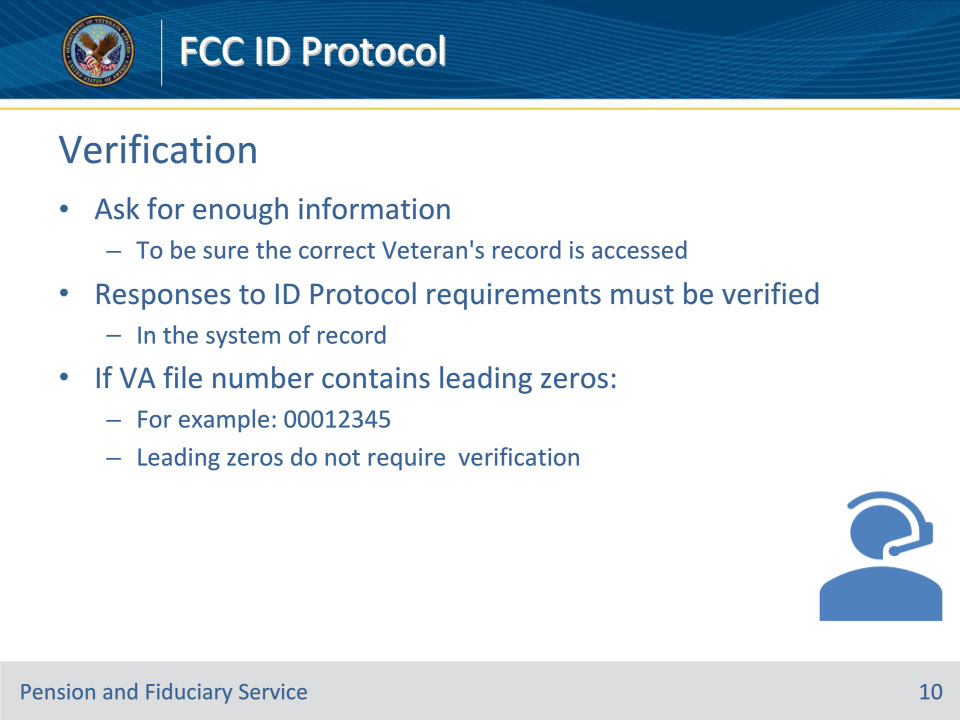 FCC ID Protocol
Verification
• Ask for enough information
– To be sure the correct Veteran's record is accessed
• Responses to ID Protocol requirements must be verified
– In the system of record
• If VA file number contains leading zeros:
– For example: 00012345
– Leading zeros do not require  verification
Pension and Fiduciary Service
10